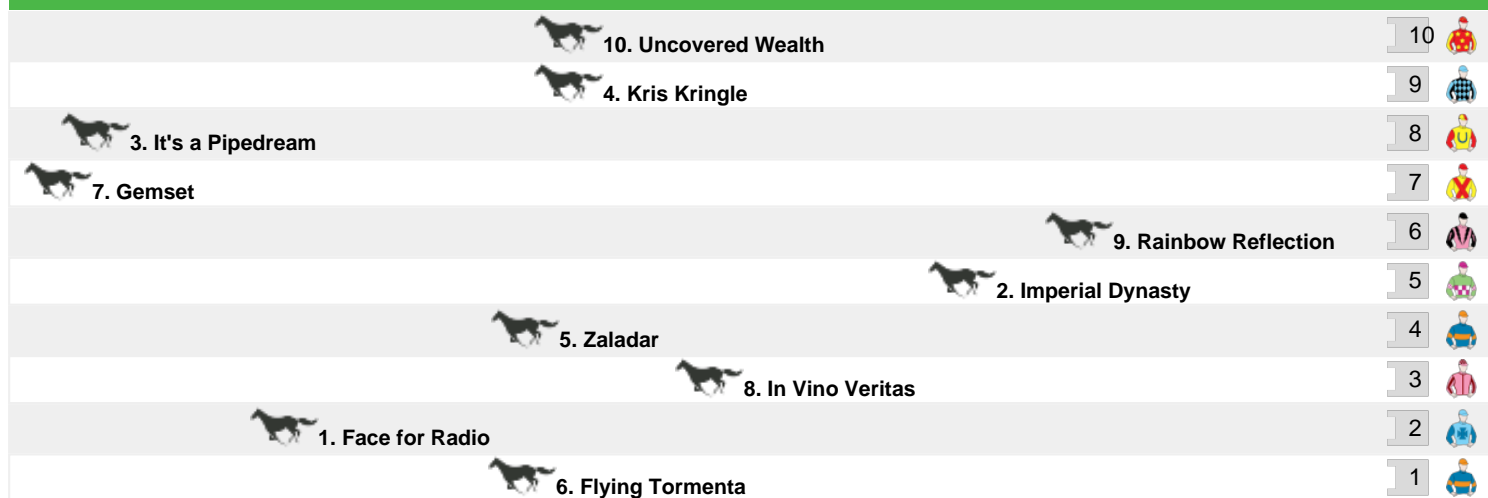 10. Uncovered Wealth 10
4. Kris Kringle 9
3. It's a Pipedream 8
7. Gemset 7
9. Rainbow Reflection 6
2. Imperial Dynasty 5
5. Zaladar 4
8. In Vino Veritas 3
1. Face for Radio 2
6. Flying Tormenta 1